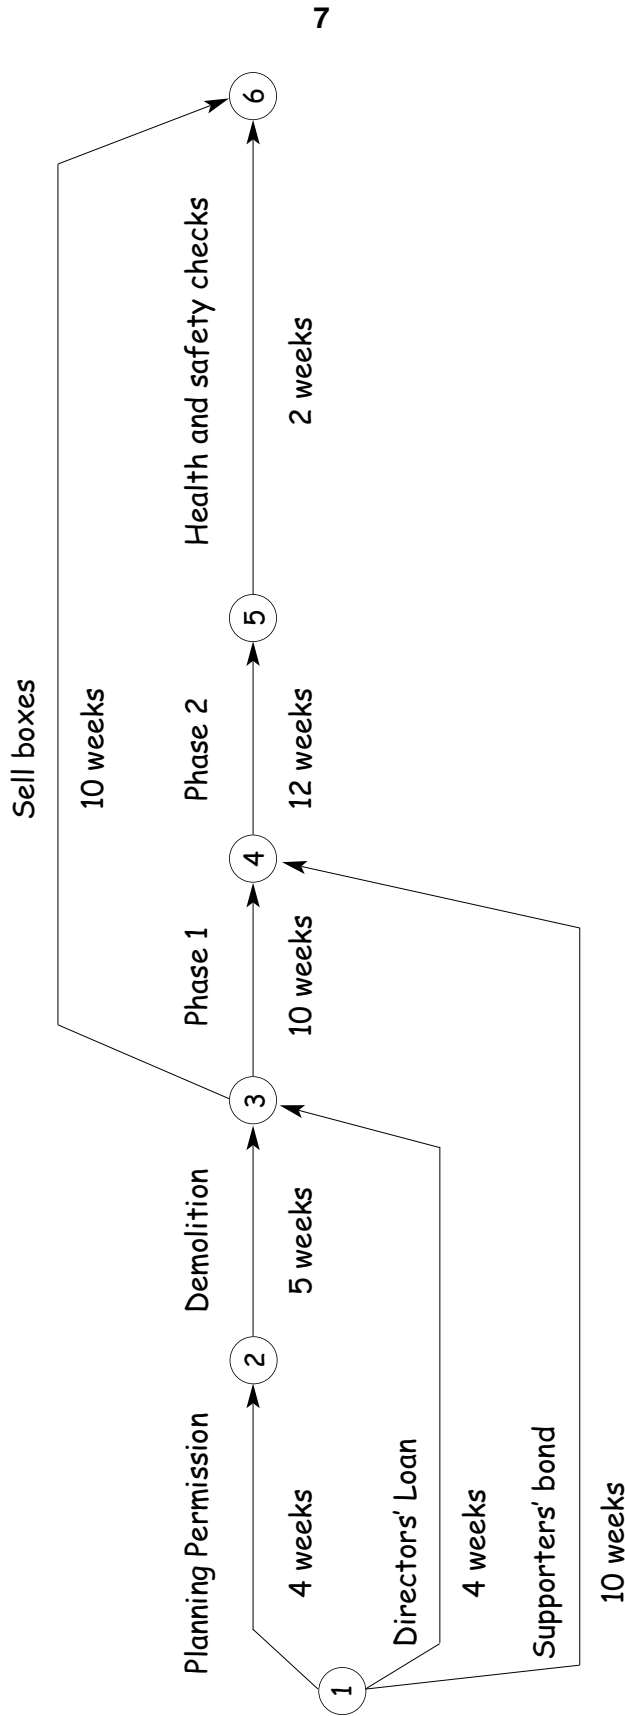 7
Sell boxes
10 weeks
Planning Permission
4 weeks
Demolition
5 weeks
Phase 1
10 weeks
Phase 2
12 weeks
Health and safety checks
2 weeks
Directors' Loan
4 weeks
Supporters' bond
10 weeks
1
2
3
4
5
6